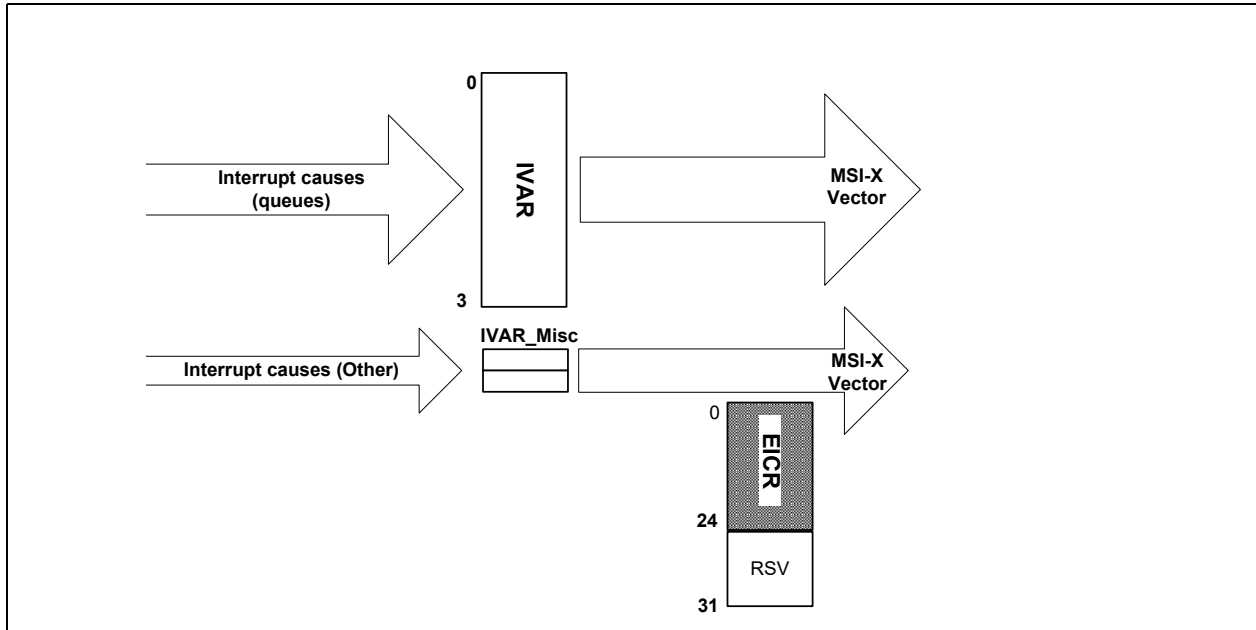 0
Interrupt causes
(queues)
IVAR
MSI-X
Vector
3
IVAR_Misc
Interrupt causes (Other)
MSI-X
Vector
0
EICR
24
RSV
31